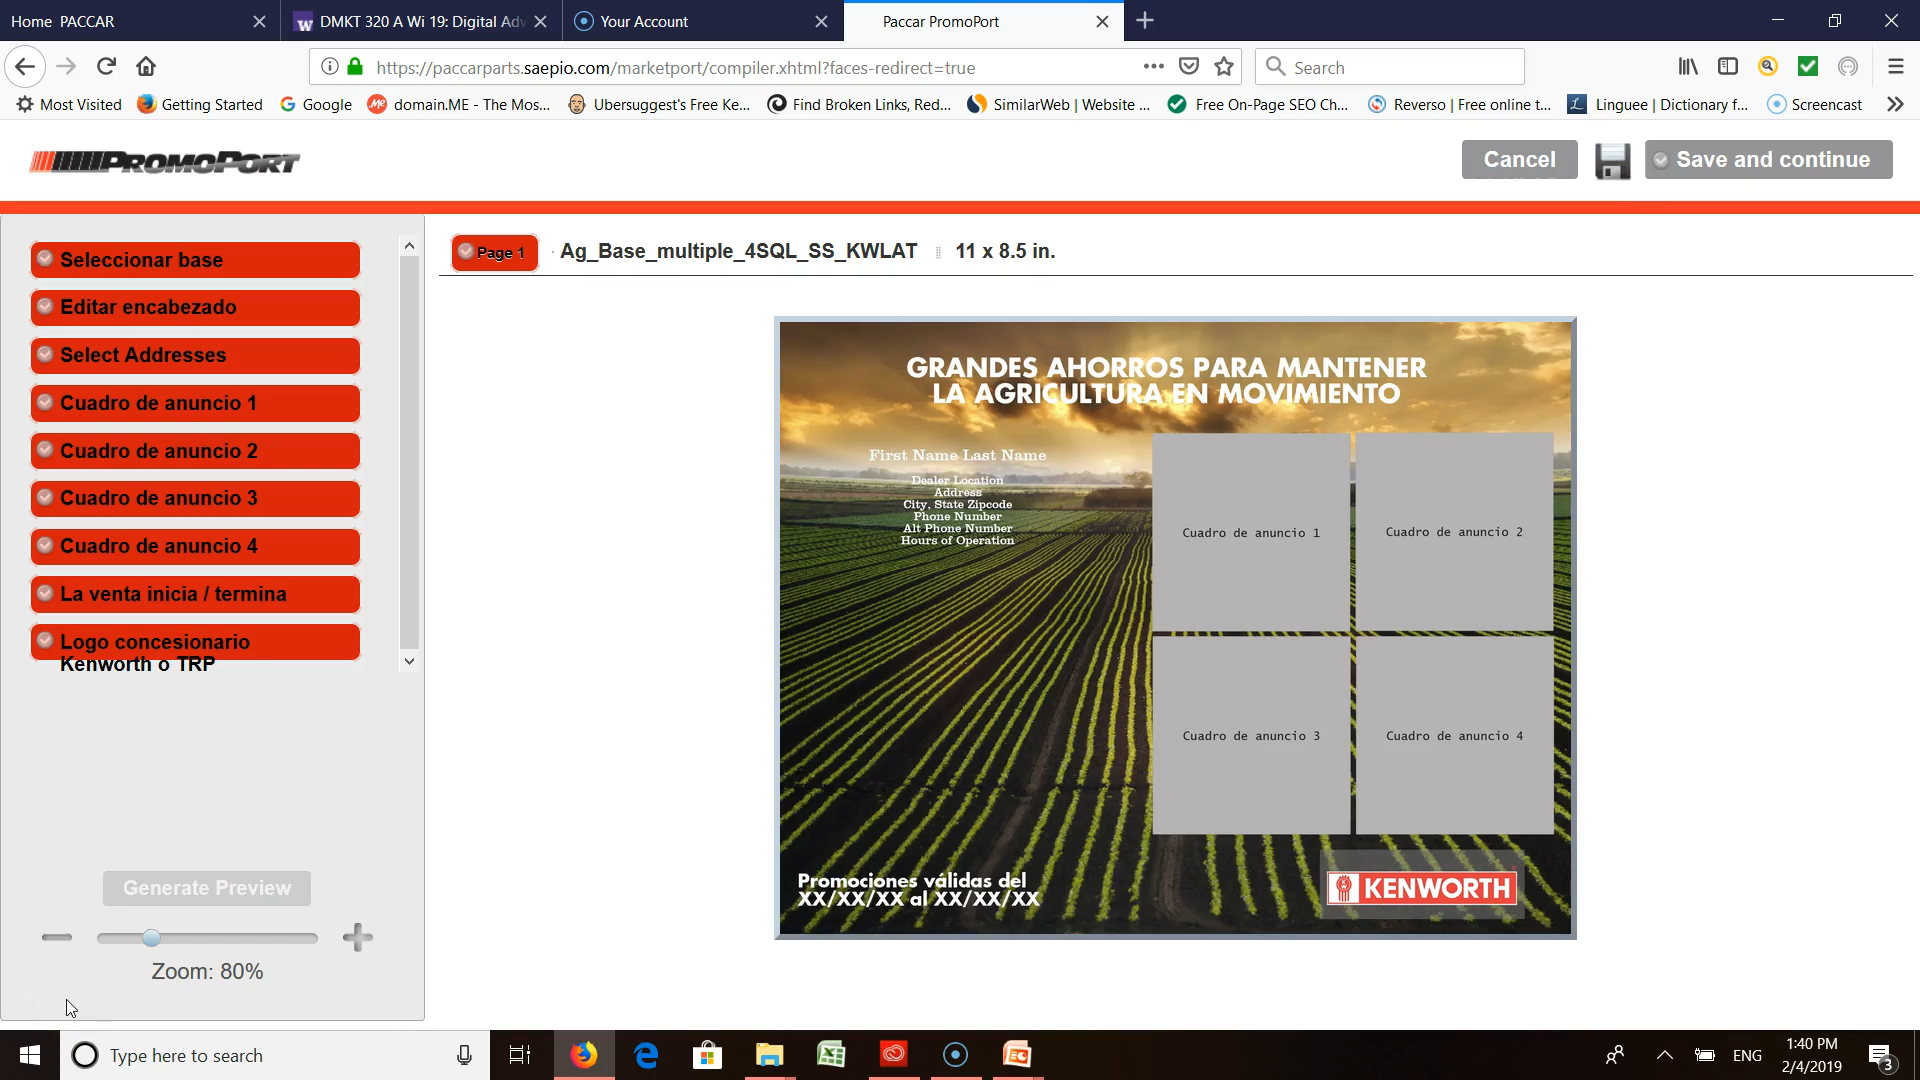 Home  PACCAR
DMKT 320 A Wi 19: Digital Adv
Your Account
Paccar PromoPort
https://paccarparts.saepio.com/marketport/compiler.xhtml?faces-redirect=true
Search
Most Visited
Getting Started
Google
domain.ME - The Mos...
Ubersuggest's Free Ke...
Find Broken Links, Red...
SimilarWeb | Website ...
Free On-Page SEO Ch...
Reverso | Free online t...
Linguee | Dictionary f...
Screencast
PROMOPORT
Cancel
Save and continue
Seleccionar base
Editar encabezado
Select Addresses
Cuadro de anuncio 1
Cuadro de anuncio 2
Cuadro de anuncio 3
Cuadro de anuncio 4
La venta inicia / termina
Logo concesionario
Kenworth o TRP
Generate Preview
Zoom: 80%
Page 1
Ag_Base_multiple_4SQL_SS_KWLAT
11 x 8.5 in.
GRANDES AHORROS PARA MANTENER
LA AGRICULTURA EN MOVIMIENTO
First Name Last Name
Dealer Location
Address
City, State Zipcode
Phone Number
Alt Phone Number
Hours of Operation
Cuadro de anuncio 1
Cuadro de anuncio 2
Cuadro de anuncio 3
Cuadro de anuncio 4
Promociones válidas del
XX/XX/XX al XX/XX/XX
KENWORTH
Type here to search
ENG
1:40 PM
2/4/2019
3